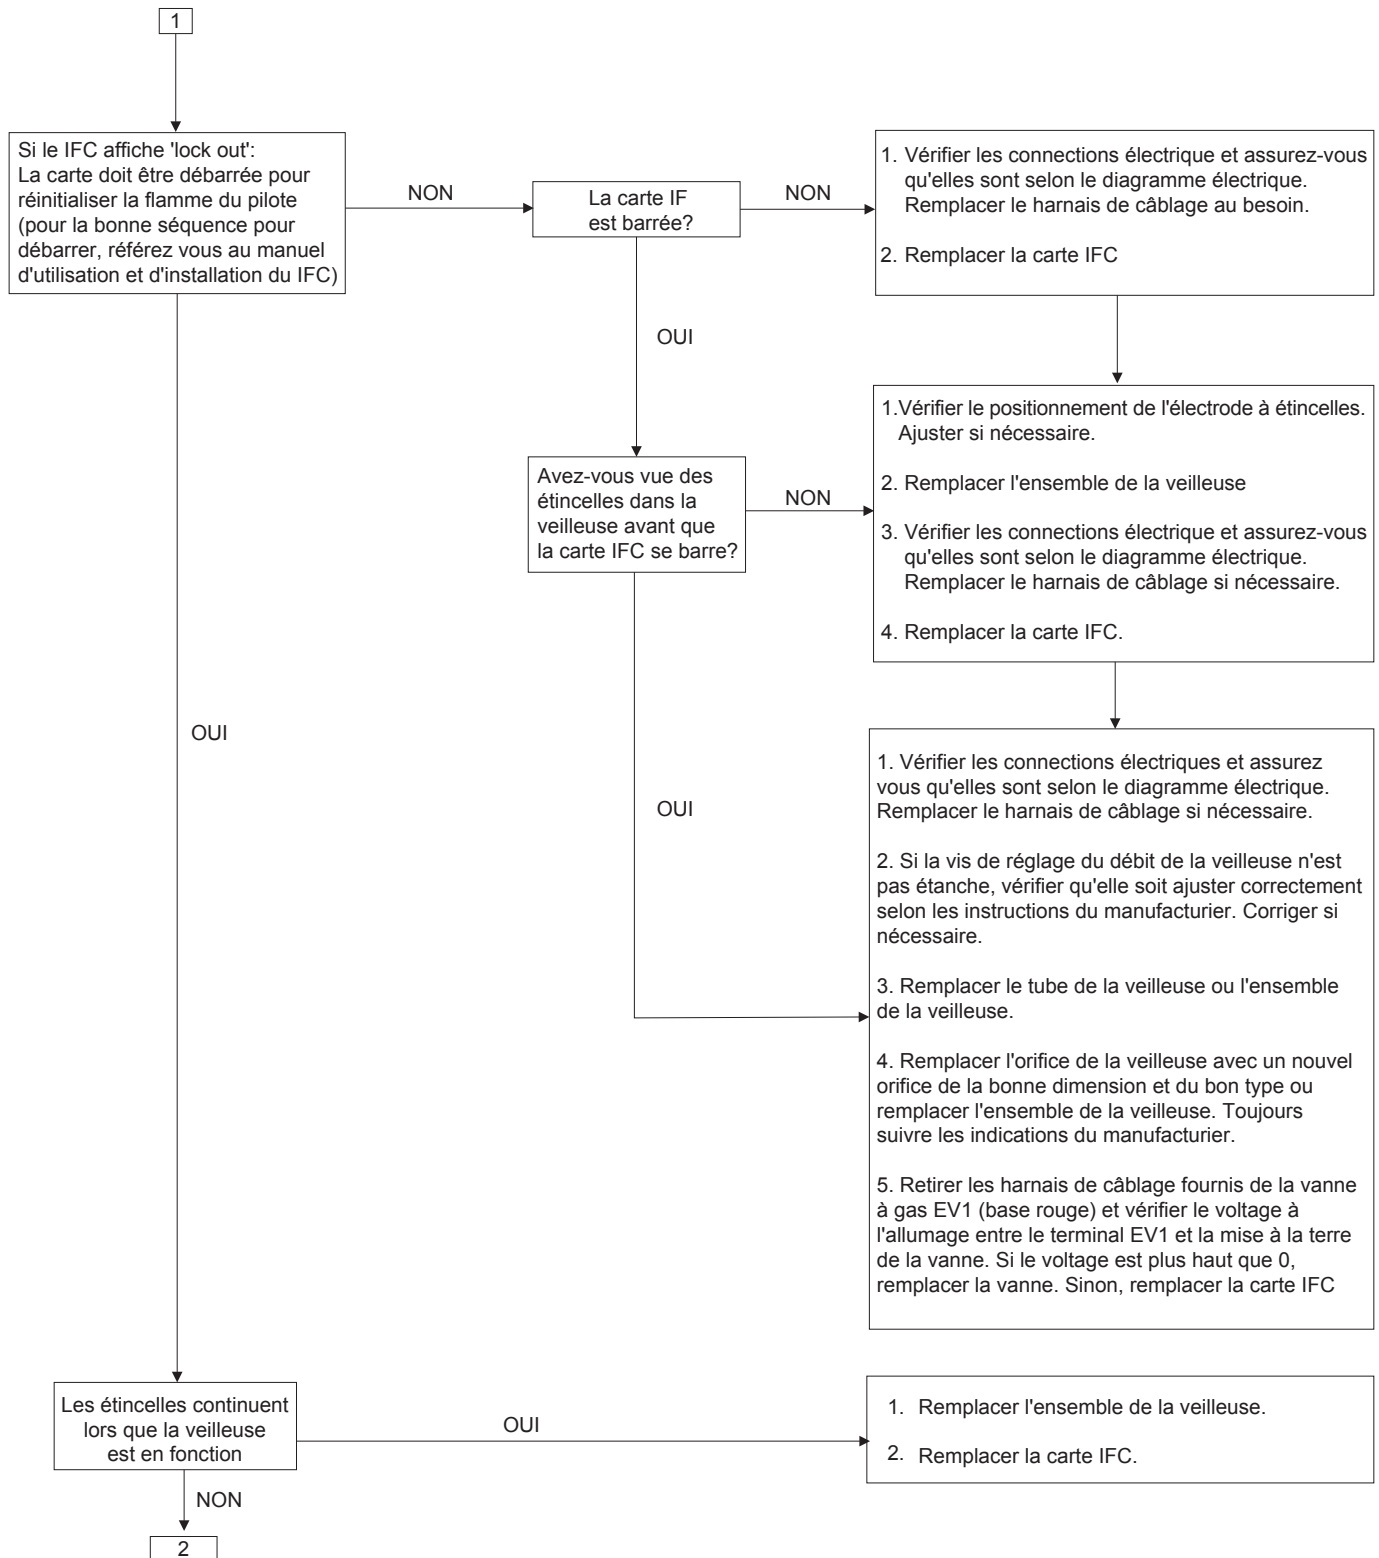 1
Si le IFC affiche 'lock out':
La carte doit être débarrée pour
réinitialiser la flamme du pilote
(pour la bonne séquence pour
débarrer, référez vous au manuel
d'utilisation et d'installation du IFC)
NON
La carte IF
est barrée?
NON
1. Vérifier les connections électrique et assurez-vous
qu'elles sont selon le diagramme électrique.
Remplacer le harnais de câblage au besoin.
2. Remplacer la carte IFC
OUI
Avez-vous vue des
étincelles dans la
veilleuse avant que
la carte IFC se barre?
NON
1.Vérifier le positionnement de l'électrode à étincelles.
Ajuster si nécessaire.
2. Remplacer l'ensemble de la veilleuse
3. Vérifier les connections électrique et assurez-vous
qu'elles sont selon le diagramme électrique.
Remplacer le harnais de câblage si nécessaire.
4. Remplacer la carte IFC.
OUI
OUI
1. Vérifier les connections électriques et assurez
vous qu'elles sont selon le diagramme électrique.
Remplacer le harnais de câblage si nécessaire.
2. Si la vis de réglage du débit de la veilleuse n'est
pas étanche, vérifier qu'elle soit ajuster correctement
selon les instructions du manufacturier. Corriger si
nécessaire.
3. Remplacer le tube de la veilleuse ou l'ensemble
de la veilleuse.
4. Remplacer l'orifice de la veilleuse avec un nouvel
orifice de la bonne dimension et du bon type ou
remplacer l'ensemble de la veilleuse. Toujours
suivre les indications du manufacturier.
5. Retirer les harnais de câblage fournis de la vanne
à gas EV1 (base rouge) et vérifier le voltage à
l'allumage entre le terminal EV1 et la mise à la terre
de la vanne. Si le voltage est plus haut que 0,
remplacer la vanne. Sinon, remplacer la carte IFC
Les étincelles continuent
lors que la veilleuse
est en fonction
OUI
1. Remplacer l'ensemble de la veilleuse.
2. Remplacer la carte IFC.
NON
2